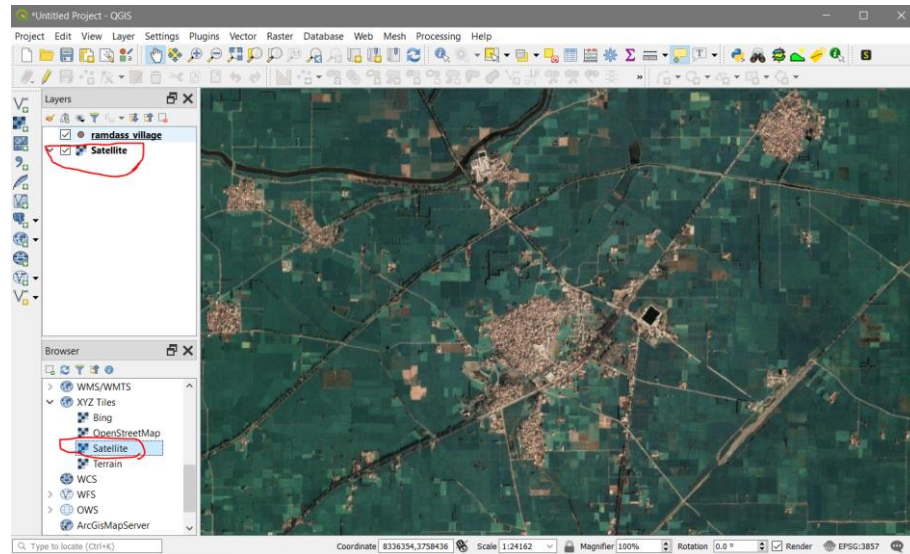 *Untitled Project - QGIS
Project Edit View Layer Settings Plugins Vector Raster Database Web Mesh Processing Help
Layers
ramdass village
Satellite
Browser
WMS/WMTS
XYZ Tiles
Bing
OpenStreetMap
Satellite
Terrain
WCS
WFS
OWS
ArcGisMapServer
Type to locate (Ctrl+K) Coordinate 8336354,3758436 Scale 1:24162 Magnifier 100% Rotation 0.0 ° Render EPSG:3857